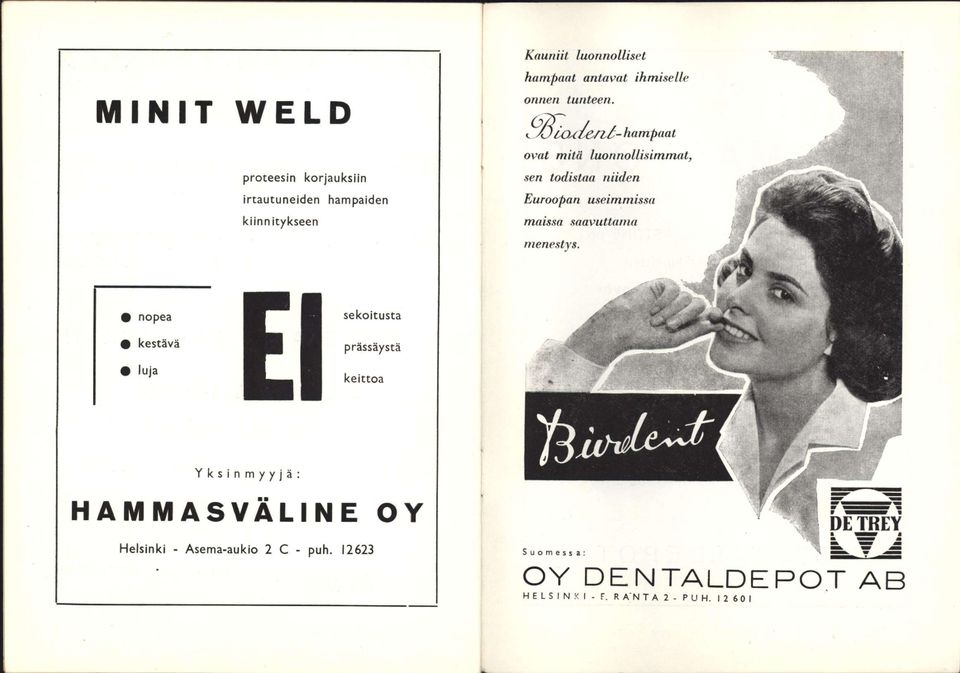 MINIT WELD
proteesin korjauksiin
irtautuneiden hampaiden
kiinnitykseen
● nopea
● kestävä
● luja
EI
sekoitusta
prässäystä
keittoa
Yksinmyyjä:
HAMMASVÄLINE OY
Helsinki - Asema-aukio 2 C - puh. 12623
Kauniit luonnolliset
hampaat antavat ihmiselle
onnen tunteen.
Biodent-hampaat
ovat mitä luonnollisimmat,
sen todistaa niiden
Euroopan useimmissa
maissa saavuttama
menestys.
Biodent
DE TREY
Suomessa:
OY DENTALDEPOT AB
HELSINKI - F. RANTA 2 - PUH. 12 601